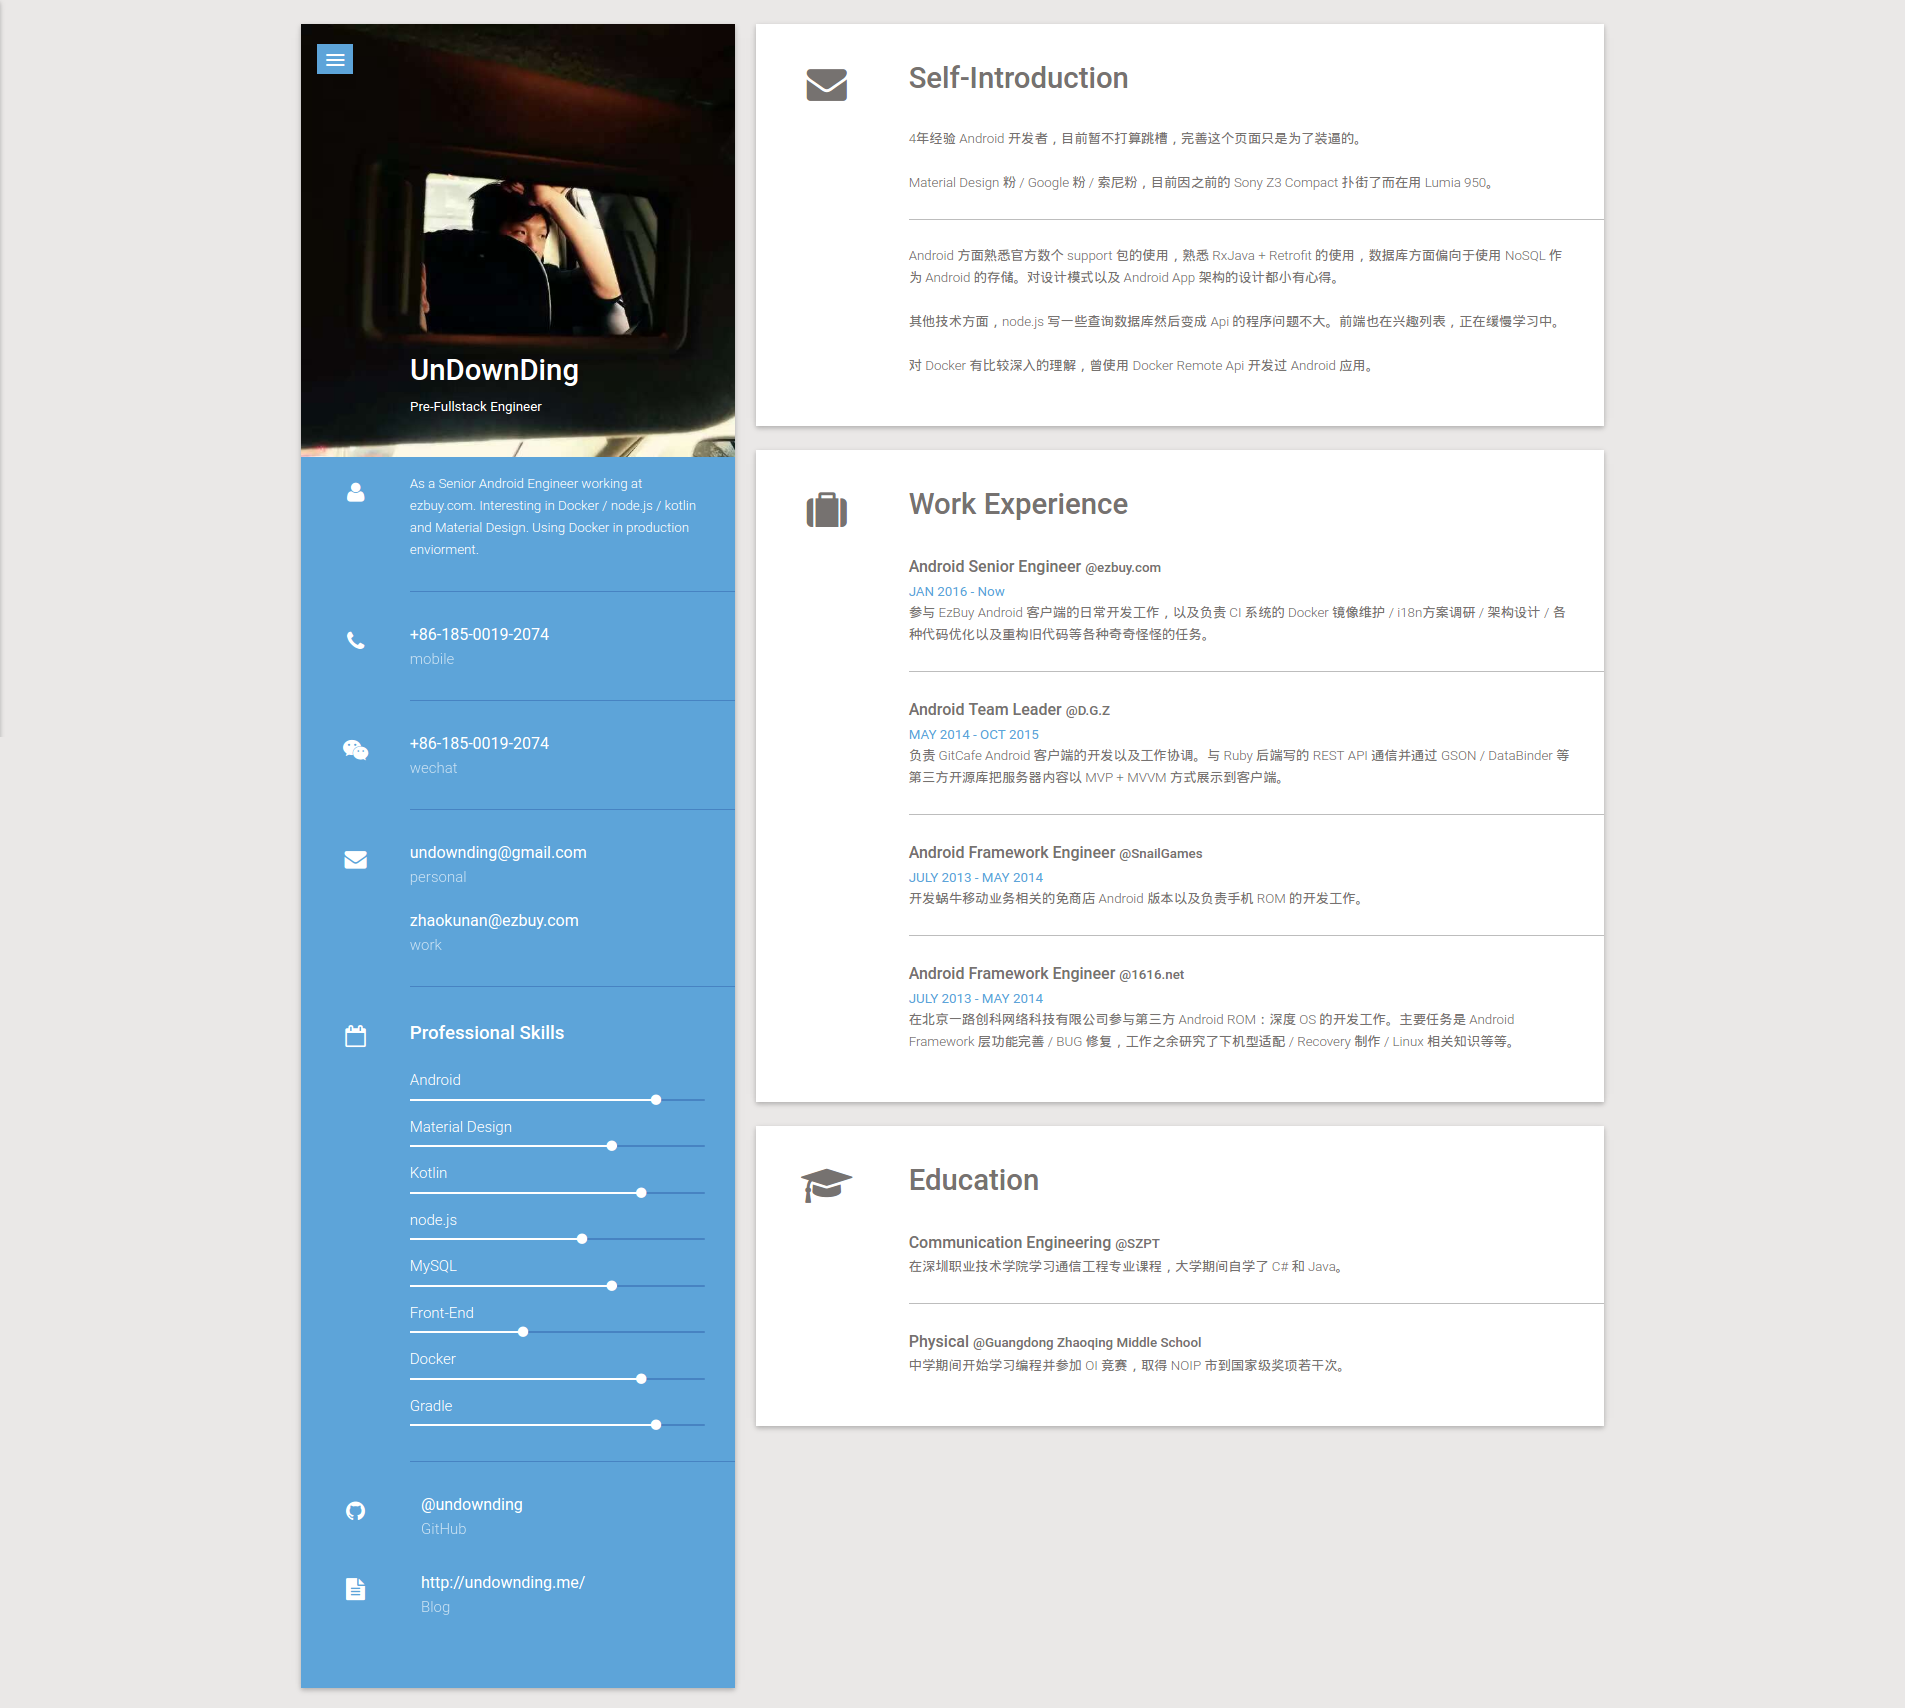 UnDownDing
Pre-Fullstack Engineer
As a Senior Android Engineer working at
ezbuy.com. Interesting in Docker / node.js / kotlin
and Material Design. Using Docker in production
enviorment.
+86-185-0019-2074
mobile
+86-185-0019-2074
wechat
undownding@gmail.com
personal
zhaokunan@ezbuy.com
work
Professional Skills
Android
Material Design
Kotlin
node.js
MySQL
Front-End
Docker
Gradle
@undownding
GitHub
http://undownding.me/
Blog
Self-Introduction
4年经验 Android 开发者，目前暂不打算跳槽，完善这个页面只是为了装逼的。
Material Design 粉 / Google 粉 / 索尼粉，目前因之前的 Sony Z3 Compact 扑街了而在用 Lumia 950。
Android 方面熟悉官方数个 support 包的使用，熟悉 RxJava + Retrofit 的使用，数据库方面偏向于使用 NoSQL 作
为 Android 的存储。对设计模式以及 Android App 架构的设计都小有心得。
其他技术方面，node.js 写一些查询数据库然后变成 Api 的程序问题不大。前端也在兴趣列表，正在缓慢学习中。
对 Docker 有比较深入的理解，曾使用 Docker Remote Api 开发过 Android 应用。
Work Experience
Android Senior Engineer @ezbuy.com
JAN 2016 - Now
参与 EzBuy Android 客户端的日常开发工作，以及负责 CI 系统的 Docker 镜像维护 / i18n方案调研 / 架构设计 / 各
种代码优化以及重构旧代码等各种奇奇怪怪的任务。
Android Team Leader @D.G.Z
MAY 2014 - OCT 2015
负责 GitCafe Android 客户端的开发以及工作协调。与 Ruby 后端写的 REST API 通信并通过 GSON / DataBinder 等
第三方开源库把服务器内容以 MVP + MVVM 方式展示到客户端。
Android Framework Engineer @SnailGames
JULY 2013 - MAY 2014
开发蜗牛移动业务相关的免商店 Android 版本以及负责手机 ROM 的开发工作。
Android Framework Engineer @1616.net
JULY 2013 - MAY 2014
在北京一路创科网络科技有限公司参与第三方 Android ROM：深度 OS 的开发工作。主要任务是 Android
Framework 层功能完善 / BUG 修复，工作之余研究了下机型适配 / Recovery 制作 / Linux 相关知识等等。
Education
Communication Engineering @SZPT
在深圳职业技术学院学习通信工程专业课程，大学期间自学了 C# 和 Java。
Physical @Guangdong Zhaoqing Middle School
中学期间开始学习编程并参加 OI 竞赛，取得 NOIP 市到国家级奖项若干次。